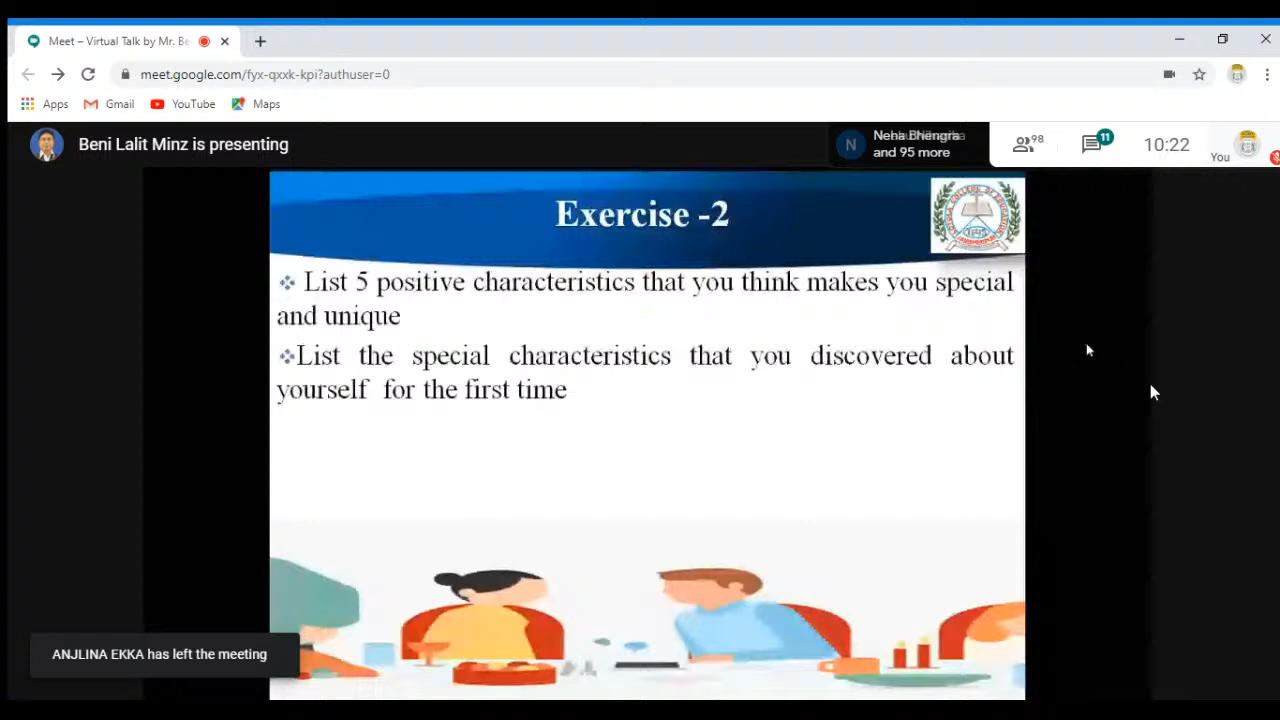 Meet – Virtual Talk by Mr. Be
meet.google.com/fyx-qxxk-kpi?authuser=0
Apps Gmail YouTube Maps
Beni Lalit Minz is presenting
N
Neha Bhengra
and 95 more
98
11
10:22
You
Exercise -2
❖ List 5 positive characteristics that you think makes you special
and unique
❖List the special characteristics that you discovered about
yourself for the first time
ANJLINA EKKA has left the meeting